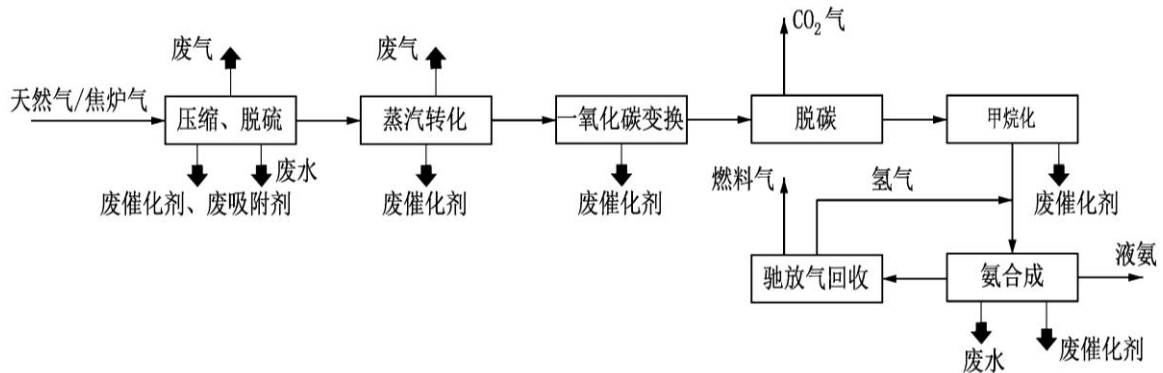 CO₂气
废气
废气
天然气/焦炉气
压缩、脱硫
蒸汽转化
一氧化碳变换
脱碳
甲烷化
废水
废催化剂、废吸附剂
废催化剂
废催化剂
燃料气
氢气
废催化剂
驰放气回收
氨合成
液氨
废水
废催化剂